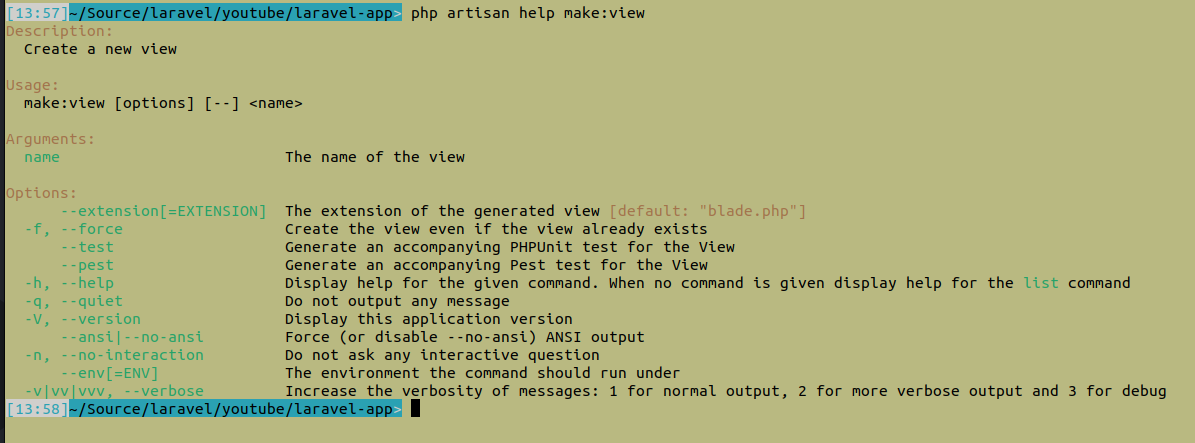 [13:57]~/Source/laravel/youtube/laravel-app> php artisan help make:view
Description:
  Create a new view

Usage:
  make:view [options] [--] <name>

Arguments:
  name                         The name of the view

Options:
      --extension[=EXTENSION]  The extension of the generated view [default: "blade.php"]
  -f, --force                  Create the view even if the view already exists
      --test                   Generate an accompanying PHPUnit test for the View
      --pest                   Generate an accompanying Pest test for the View
  -h, --help                   Display help for the given command. When no command is given display help for the list command
  -q, --quiet                  Do not output any message
  -V, --version                Display this application version
      --ansi|--no-ansi         Force (or disable --no-ansi) ANSI output
  -n, --no-interaction         Do not ask any interactive question
      --env[=ENV]              The environment the command should run under
  -v|vv|vvv, --verbose         Increase the verbosity of messages: 1 for normal output, 2 for more verbose output and 3 for debug
[13:58]~/Source/laravel/youtube/laravel-app>